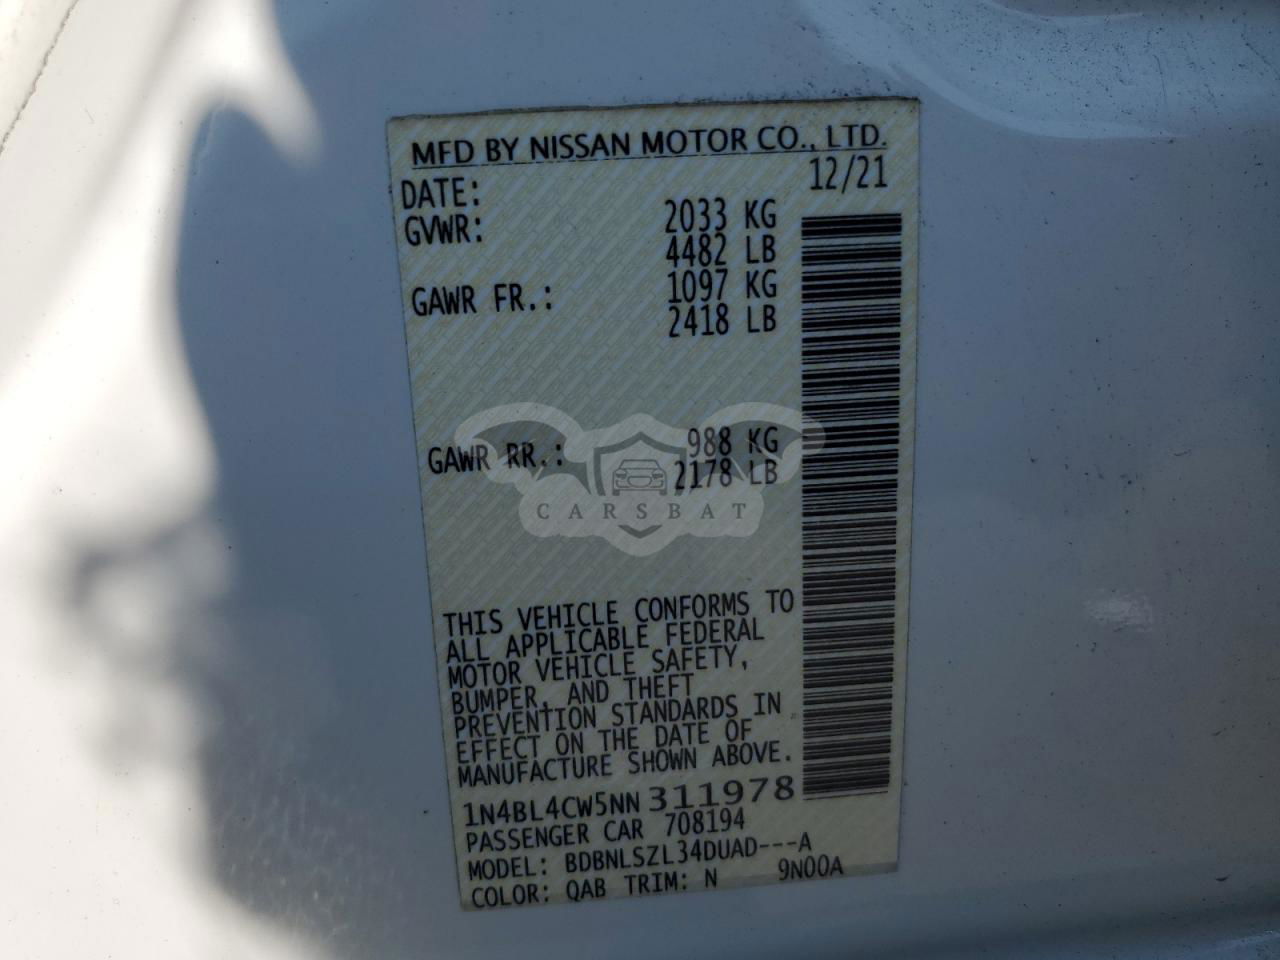 MFD BY NISSAN MOTOR CO., LTD.
DATE: 12/21
GVWR: 2033 KG
4482 LB
GAWR FR.: 1097 KG
2418 LB
GAWR RR.: 988 KG
2178 LB
CARSBAT
THIS VEHICLE CONFORMS TO
ALL APPLICABLE FEDERAL
MOTOR VEHICLE SAFETY,
BUMPER, AND THEFT
PREVENTION STANDARDS IN
EFFECT ON THE DATE OF
MANUFACTURE SHOWN ABOVE.
1N4BL4CW5NN311978
PASSENGER CAR 708194
MODEL: BDBNLSZL34DUAD---A
COLOR: QAB TRIM: N 9N00A